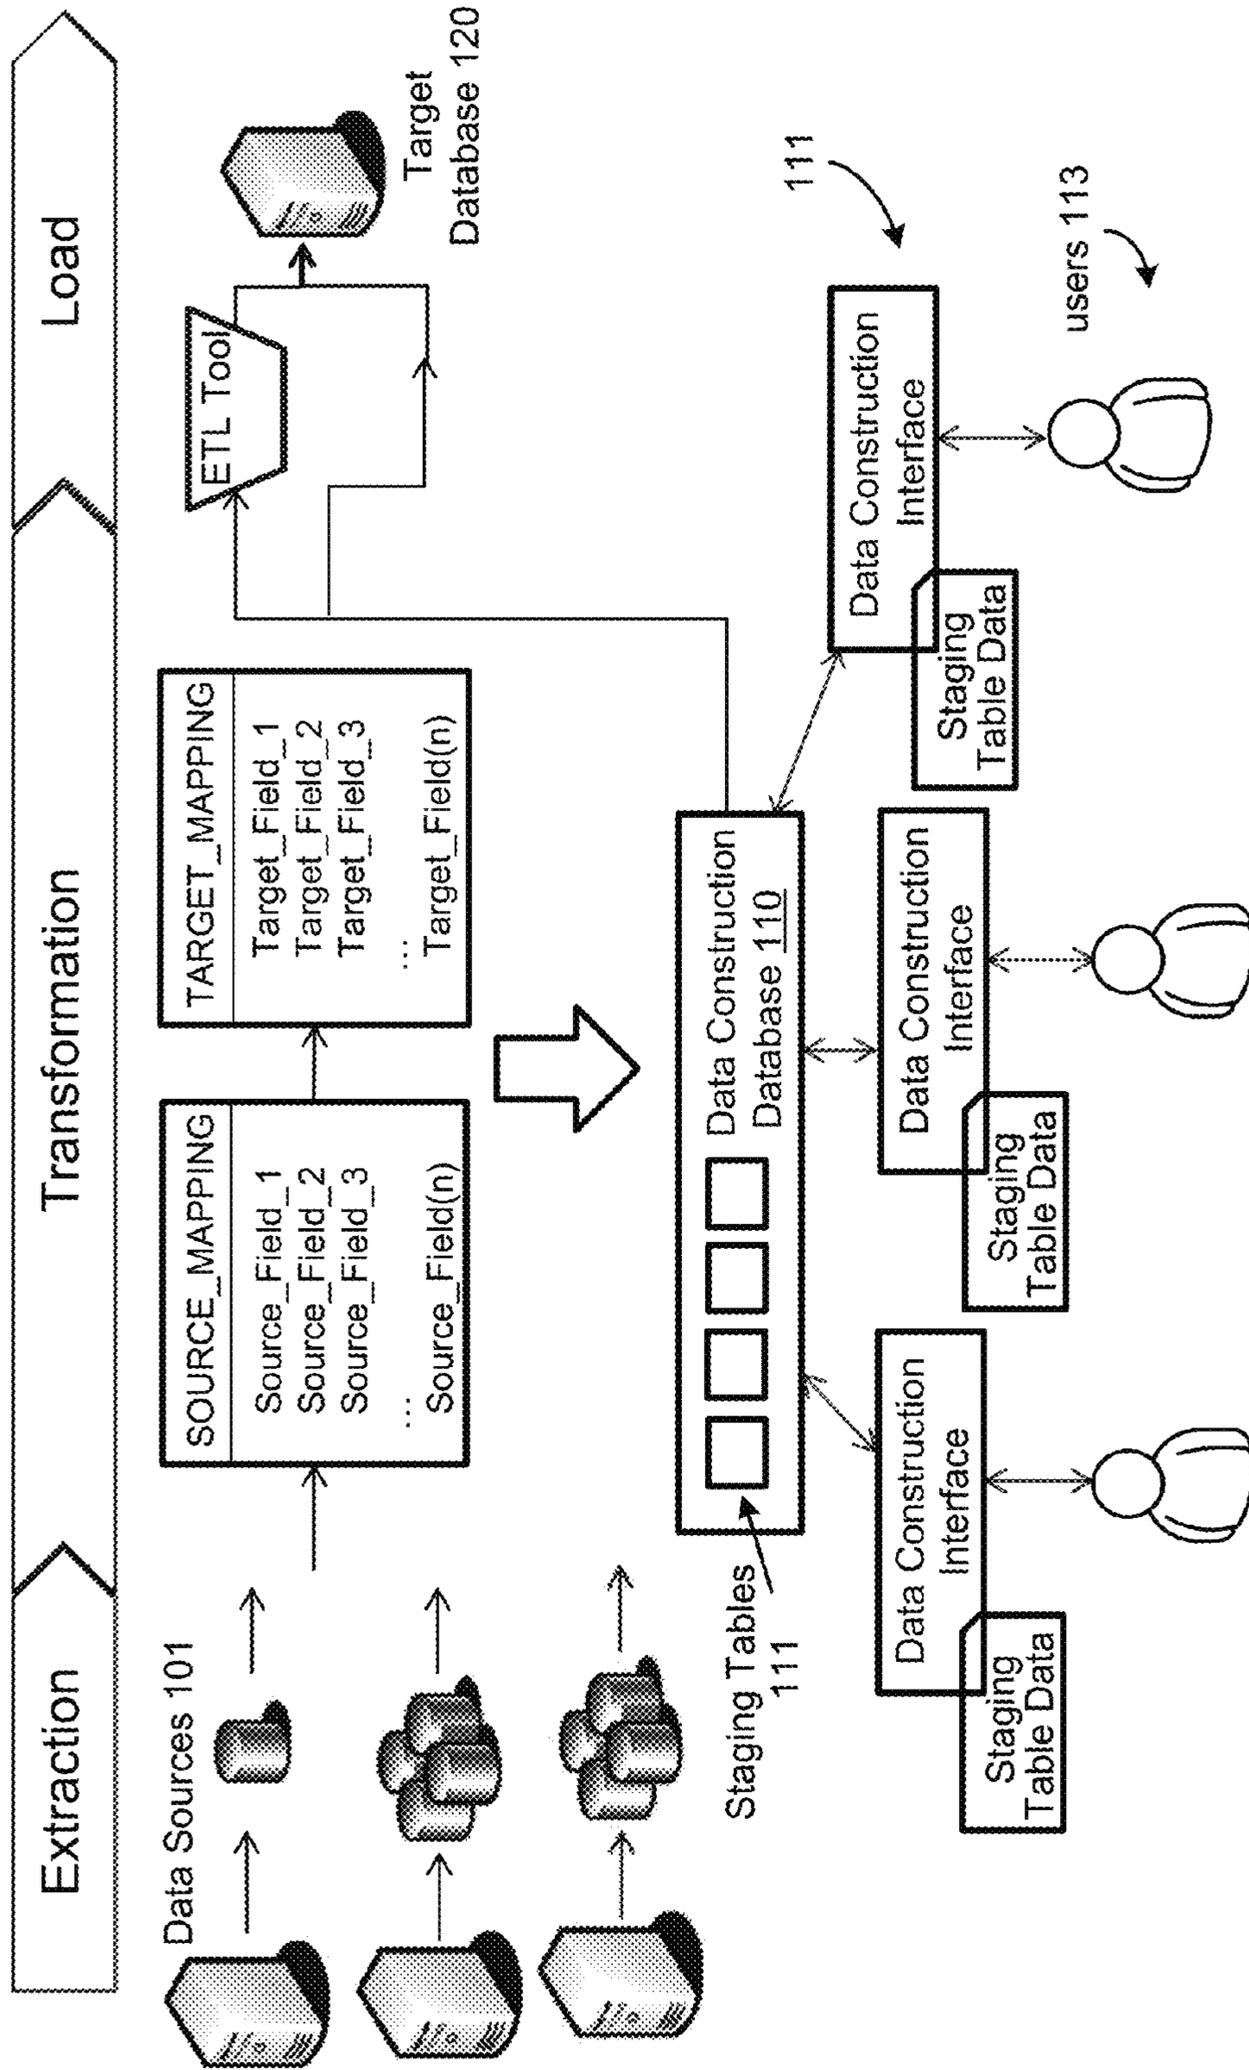 Extraction
Transformation
Load
Data Sources 101
SOURCE_MAPPING
Source_Field_1
Source_Field_2
Source_Field_3
...
Source_Field(n)
TARGET_MAPPING
Target_Field_1
Target_Field_2
Target_Field_3
...
Target_Field(n)
ETL Tool
Target
Database 120
Staging Tables
111
Data Construction
Database 110
Data Construction
Interface
Staging
Table Data
Data Construction
Interface
Staging
Table Data
Data Construction
Interface
Staging
Table Data
111
users 113